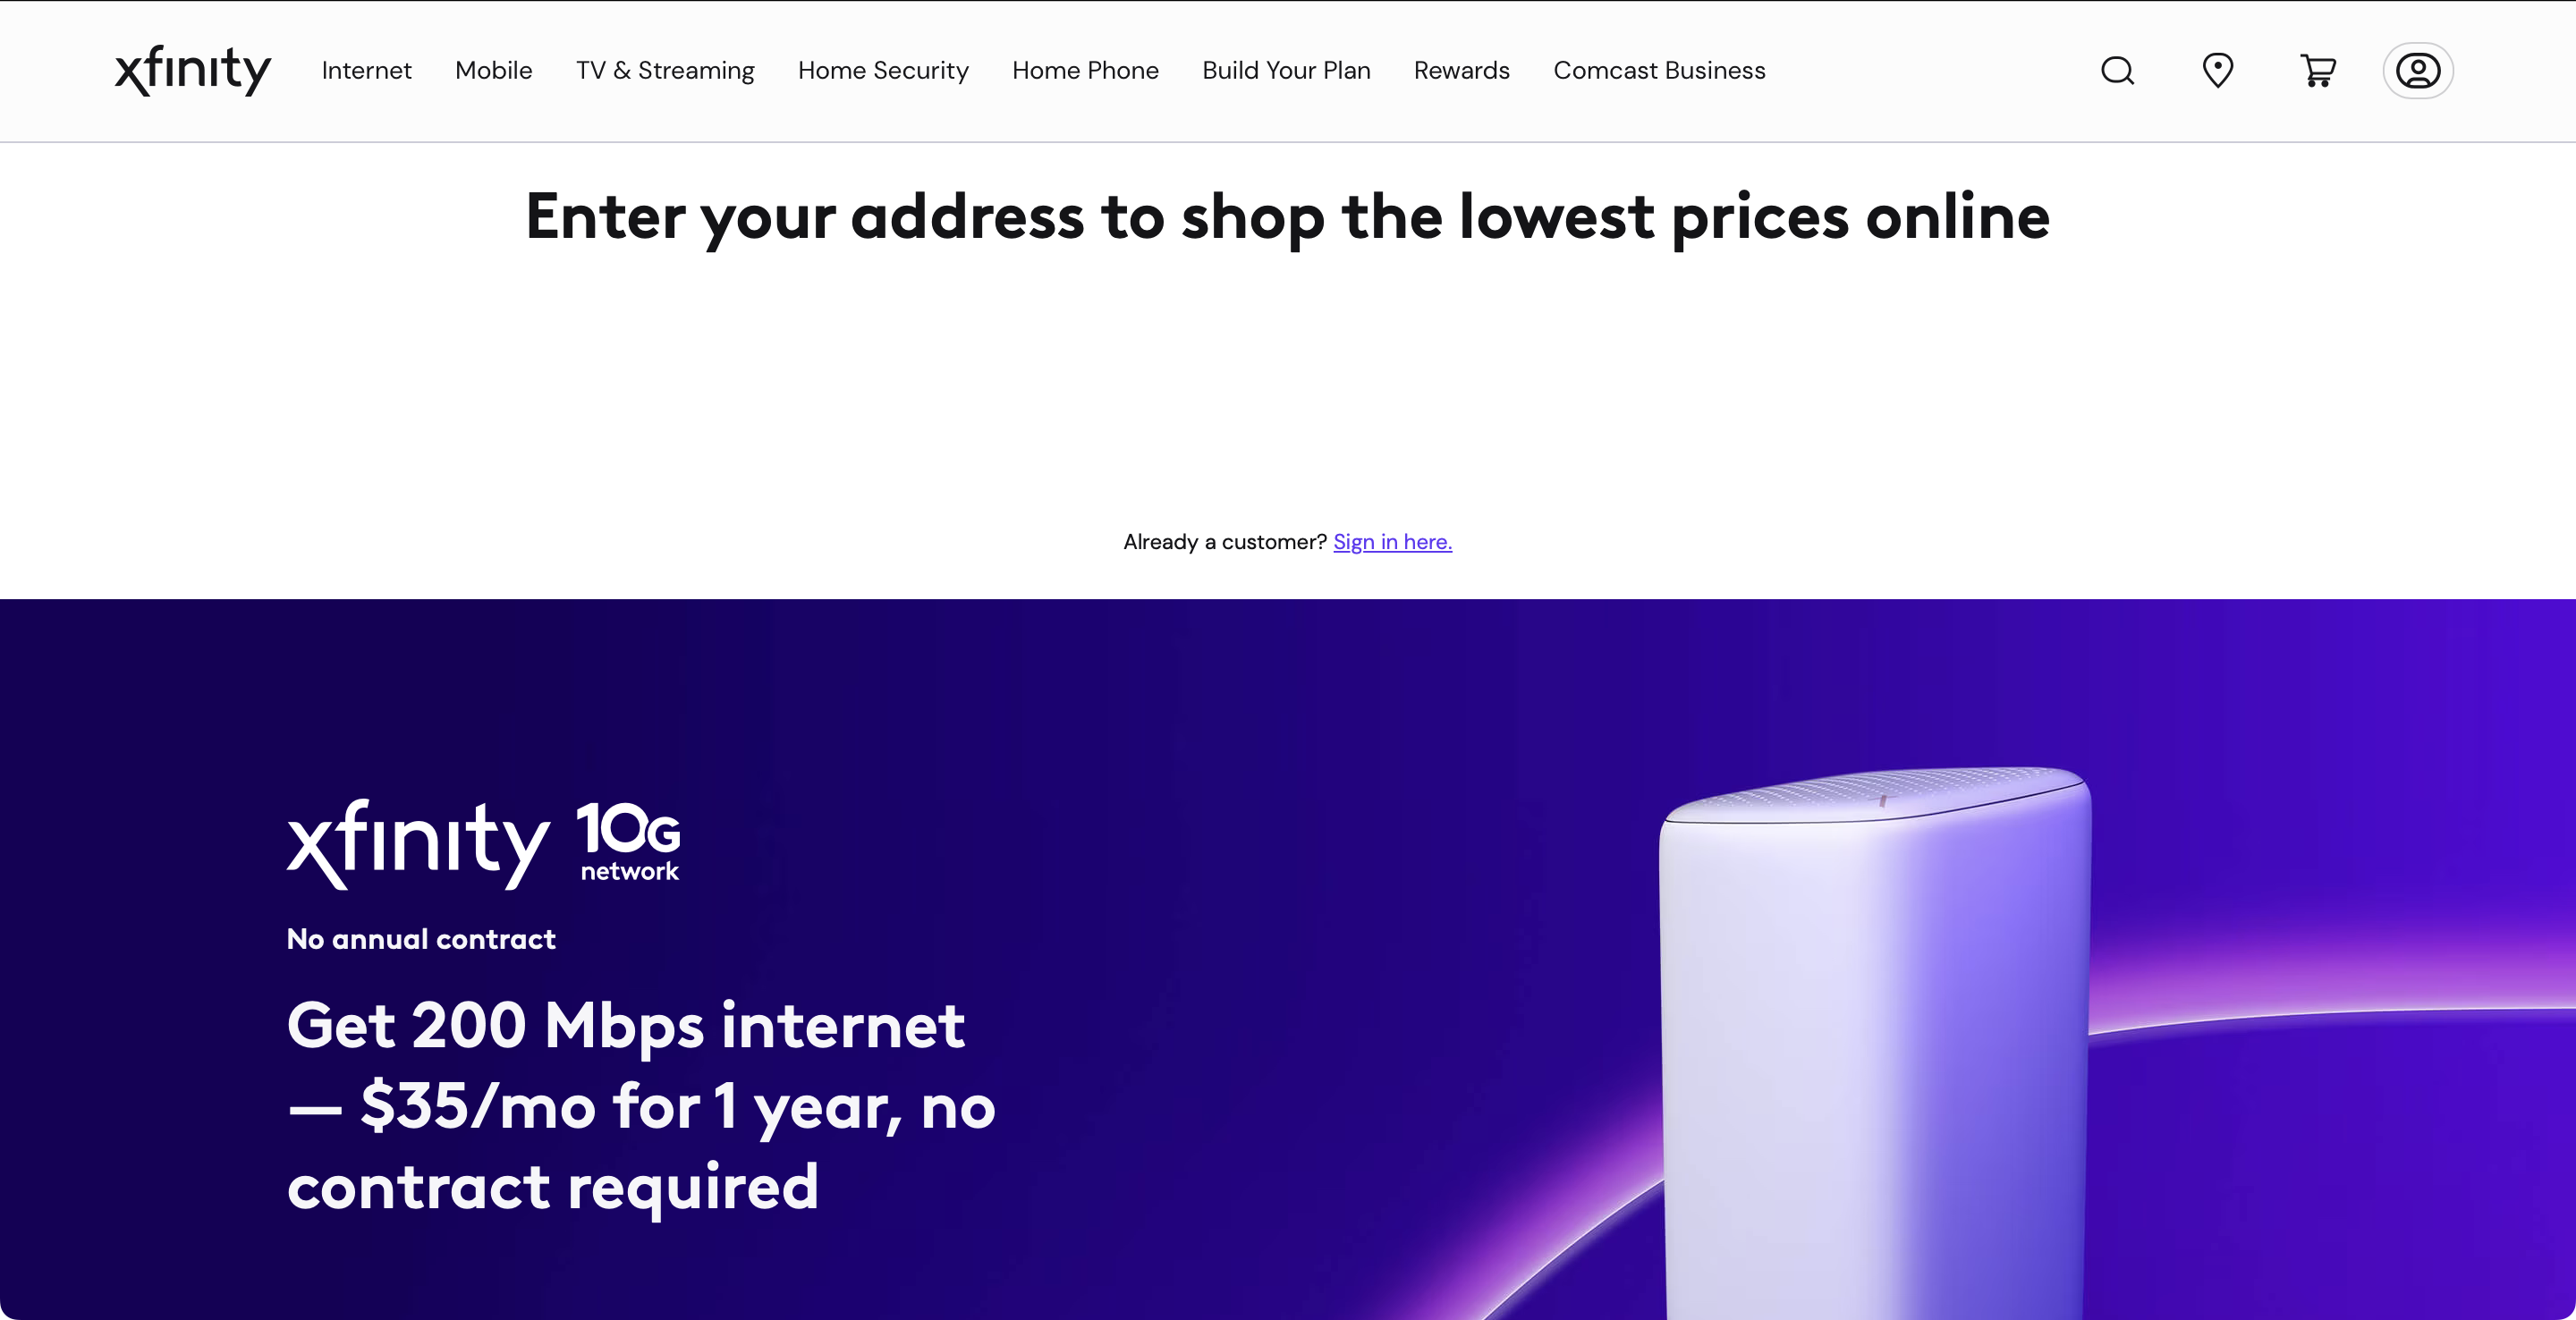 xfinity Internet Mobile TV & Streaming Home Security Home Phone Build Your Plan Rewards Comcast Business
Enter your address to shop the lowest prices online
Already a customer? Sign in here.
xfinity 10G
network
No annual contract
Get 200 Mbps internet
— $35/mo for 1 year, no
contract required